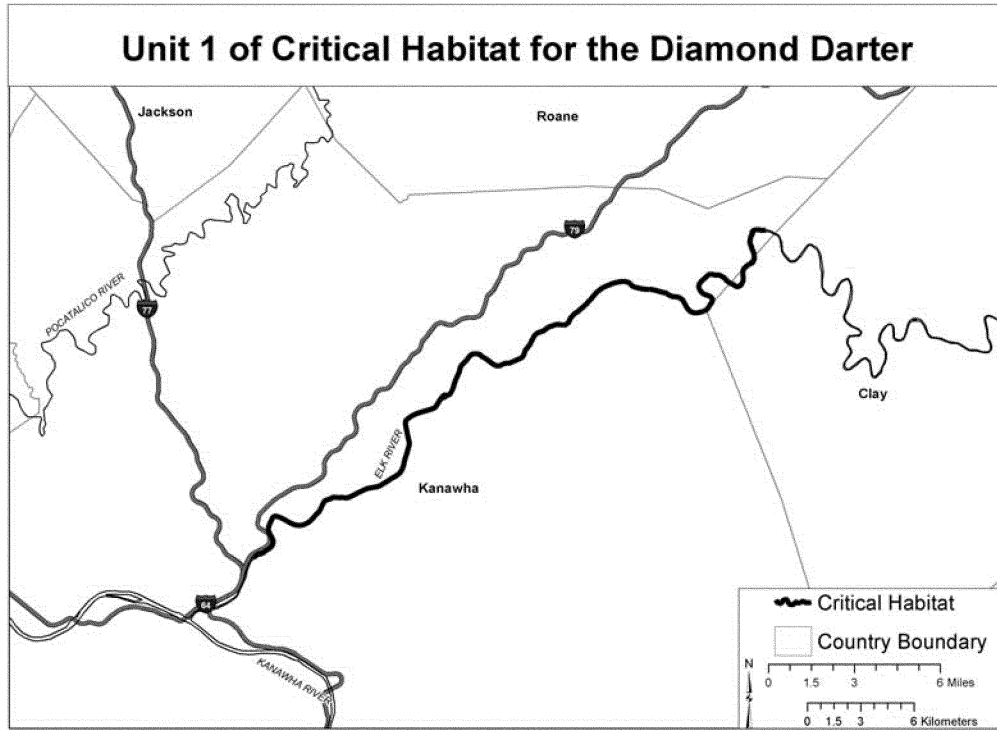 Unit 1 of Critical Habitat for the Diamond Darter
Jackson
Roane
79
POCATALICO RIVER
77
Clay
ELK RIVER
Kanawha
64
KANAWHA RIVER
Critical Habitat
Country Boundary
N
0 1.5 3 6 Miles
0 1.5 3 6 Kilometers